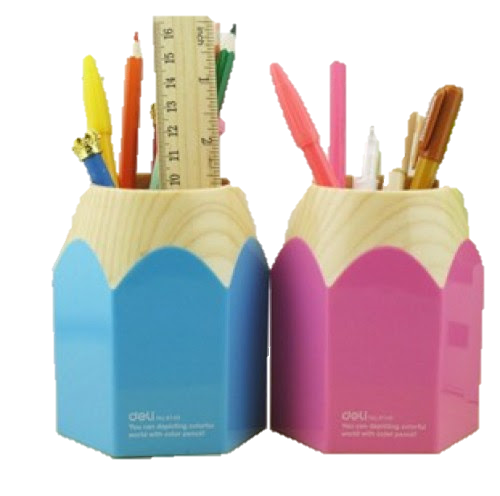 16
inch
15
14
13
12
11
10
deli
You can depicting colorful
world with color pencil!
deli
You can depicting colorful
world with color pencil!